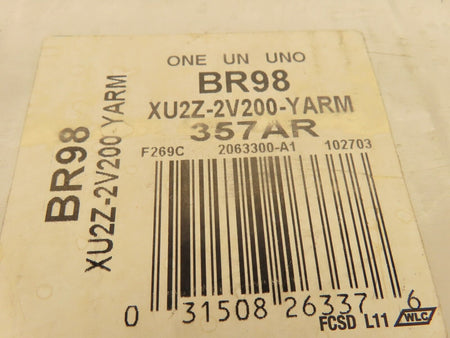 ONE UN UNO
BR98
XU2Z-2V200-YARM
357AR
F269C 2063300-A1 102703
0 31508 26337 6
FCSD L11 WLC
BR98
XU2Z-2V200-YARM